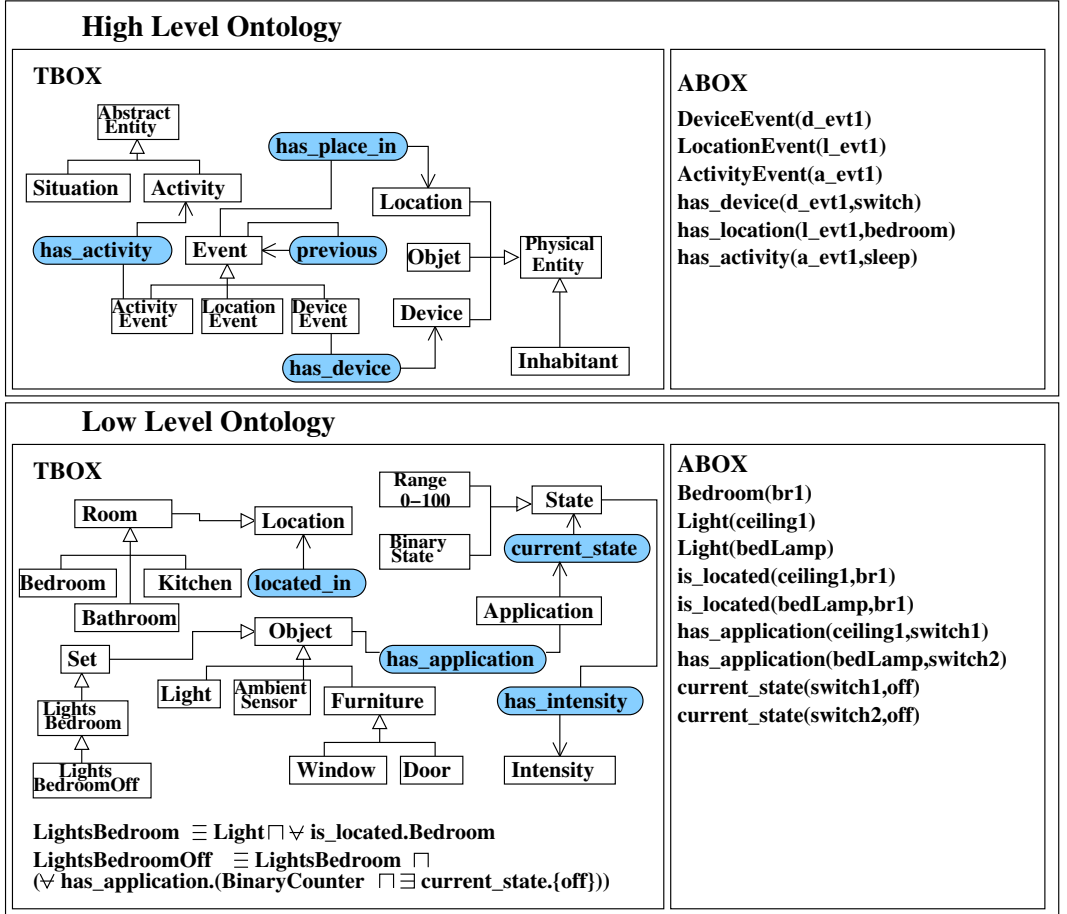 High Level Ontology
TBOX
Abstract
Entity
has_place_in
Situation
Activity
Location
has_activity
Event
previous
Objet
Physical
Entity
Activity
Event
Location
Event
Device
Event
Device
has_device
Inhabitant
ABOX
DeviceEvent(d_evt1)
LocationEvent(l_evt1)
ActivityEvent(a_evt1)
has_device(d_evt1,switch)
has_location(l_evt1,bedroom)
has_activity(a_evt1,sleep)
Low Level Ontology
TBOX
Range
0–100
State
Room
Location
Binary
State
current_state
Bedroom
Kitchen
located_in
Bathroom
Application
Object
Set
has_application
Light
Ambient
Sensor
Furniture
has_intensity
Lights
Bedroom
Window
Door
Intensity
Lights
BedroomOff
LightsBedroom ≡ Light ⊓ ∀ is_located.Bedroom
LightsBedroomOff ≡ LightsBedroom ⊓
(∀ has_application.(BinaryCounter ⊓ ∃ current_state.{off}))
ABOX
Bedroom(br1)
Light(ceiling1)
Light(bedLamp)
is_located(ceiling1,br1)
is_located(bedLamp,br1)
has_application(ceiling1,switch1)
has_application(bedLamp,switch2)
current_state(switch1,off)
current_state(switch2,off)